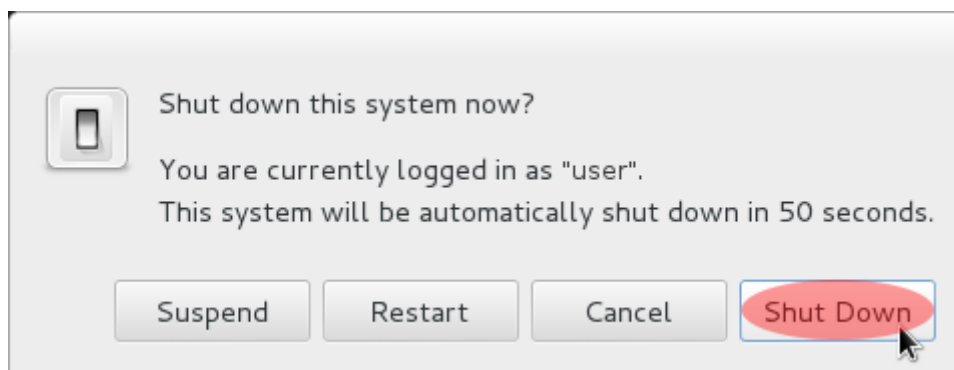 Shut down this system now?
You are currently logged in as "user".
This system will be automatically shut down in 50 seconds.
Suspend Restart Cancel Shut Down